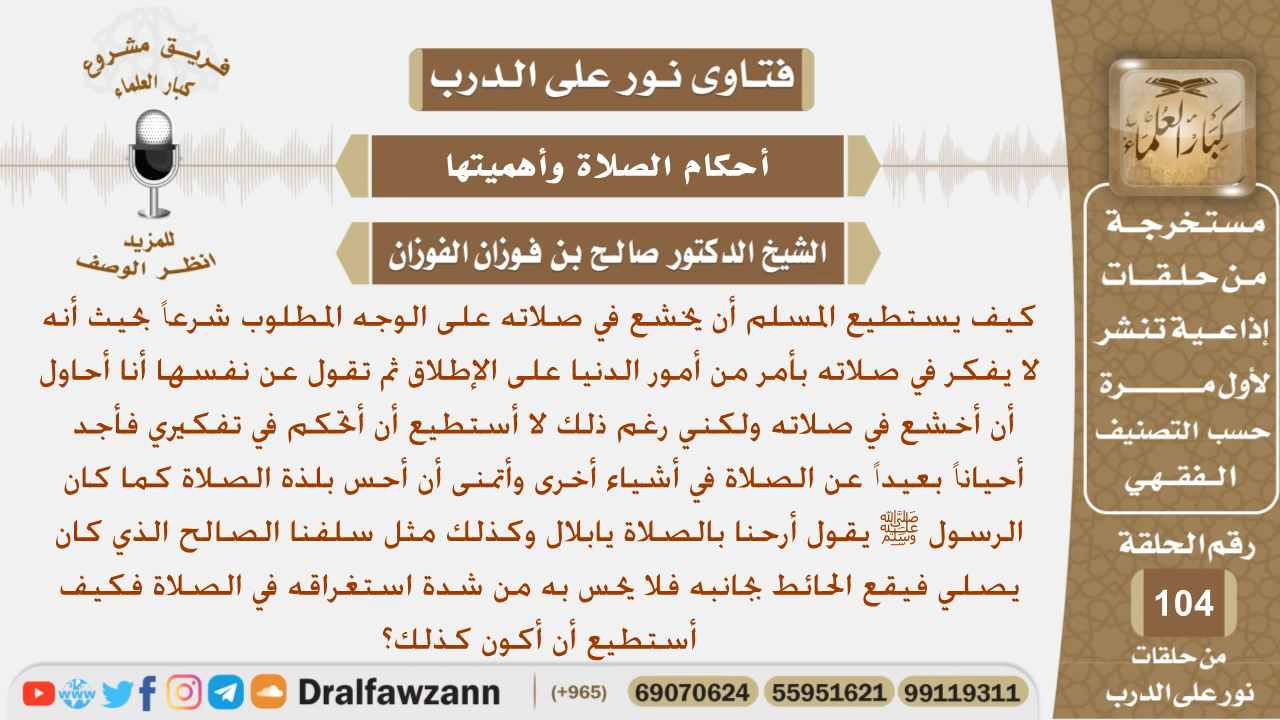 فريق مشروع
كبار العلماء
للمزيد
انظر الوصف
فتاوى نور على الدرب
أحكام الصلاة وأهميتها
الشيخ الدكتور صالح بن فوزان الفوزان
كيف يستطيع المسلم أن يخشع في صلاته على الوجه المطلوب شرعاً بحيث أنه
لا يفكر في صلاته بأمر من أمور الدنيا على الإطلاق ثم تقول عن نفسها أنا أحاول
أن أخشع في صلاته ولكني رغم ذلك لا أستطيع أن أتحكم في تفكيري فأجد
أحياناً بعيداً عن الصلاة في أشياء أخرى وأتمنى أن أحس بلذة الصلاة كما كان
الرسول ﷺ يقول أرحنا بالصلاة يابلال وكذلك مثل سلفنا الصالح الذي كان
يصلي فيقع الحائط بجانبه فلا يحس به من شدة استغراقه في الصلاة فكيف
أستطيع أن أكون كذلك؟
كبار العلماء
مستخرجة
من حلقات
إذاعية تنشر
لأول مرة
حسب التصنيف
الفقهي
رقم الحلقة
104
من حلقات
نور على الدرب
Dralfawzann (+965) 69070624 55951621 99119311